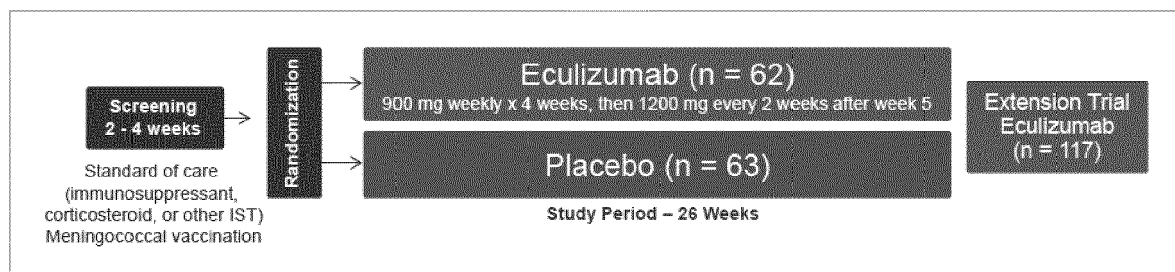 Screening
2 - 4 weeks
Standard of care
(immunosuppressant,
corticosteroid, or other IST)
Meningococcal vaccination
Randomization
Eculizumab (n = 62)
900 mg weekly x 4 weeks, then 1200 mg every 2 weeks after week 5
Placebo (n = 63)
Study Period – 26 Weeks
Extension Trial
Eculizumab
(n = 117)